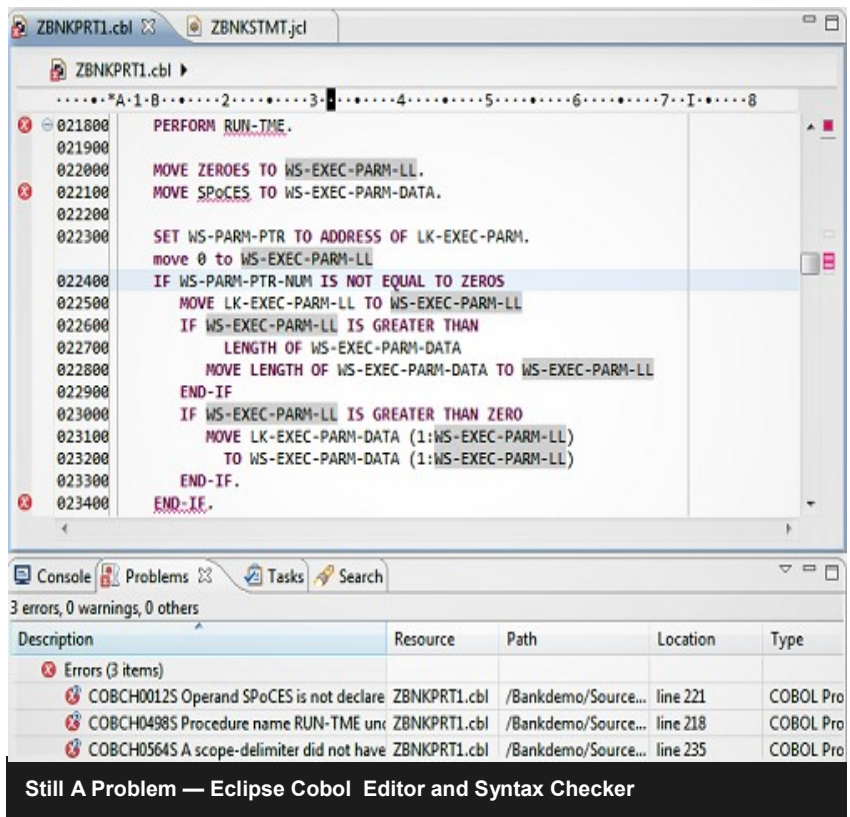 ZBNKPRT1.cbl ZBNKSTMT.jcl
ZBNKPRT1.cbl
····•·*A·1·B··•····2····•····3····•····4····•····5····•····6····•····7··I·•····8
021800 PERFORM RUN-TME.
021900
022000 MOVE ZEROES TO WS-EXEC-PARM-LL.
022100 MOVE SPoCES TO WS-EXEC-PARM-DATA.
022200
022300 SET WS-PARM-PTR TO ADDRESS OF LK-EXEC-PARM.
move 0 to WS-EXEC-PARM-LL
022400 IF WS-PARM-PTR-NUM IS NOT EQUAL TO ZEROS
022500 MOVE LK-EXEC-PARM-LL TO WS-EXEC-PARM-LL
022600 IF WS-EXEC-PARM-LL IS GREATER THAN
022700 LENGTH OF WS-EXEC-PARM-DATA
022800 MOVE LENGTH OF WS-EXEC-PARM-DATA TO WS-EXEC-PARM-LL
022900 END-IF
023000 IF WS-EXEC-PARM-LL IS GREATER THAN ZERO
023100 MOVE LK-EXEC-PARM-DATA (1:WS-EXEC-PARM-LL)
023200 TO WS-EXEC-PARM-DATA (1:WS-EXEC-PARM-LL)
023300 END-IF.
023400 END-IF.
Console Problems Tasks Search
3 errors, 0 warnings, 0 others
Description Resource Path Location Type
Errors (3 items)
COBCH0012S Operand SPoCES is not declare ZBNKPRT1.cbl /Bankdemo/Source... line 221 COBOL Pro
COBCH0498S Procedure name RUN-TME und ZBNKPRT1.cbl /Bankdemo/Source... line 218 COBOL Pro
COBCH0564S A scope-delimiter did not have ZBNKPRT1.cbl /Bankdemo/Source... line 235 COBOL Pro
Still A Problem — Eclipse Cobol Editor and Syntax Checker